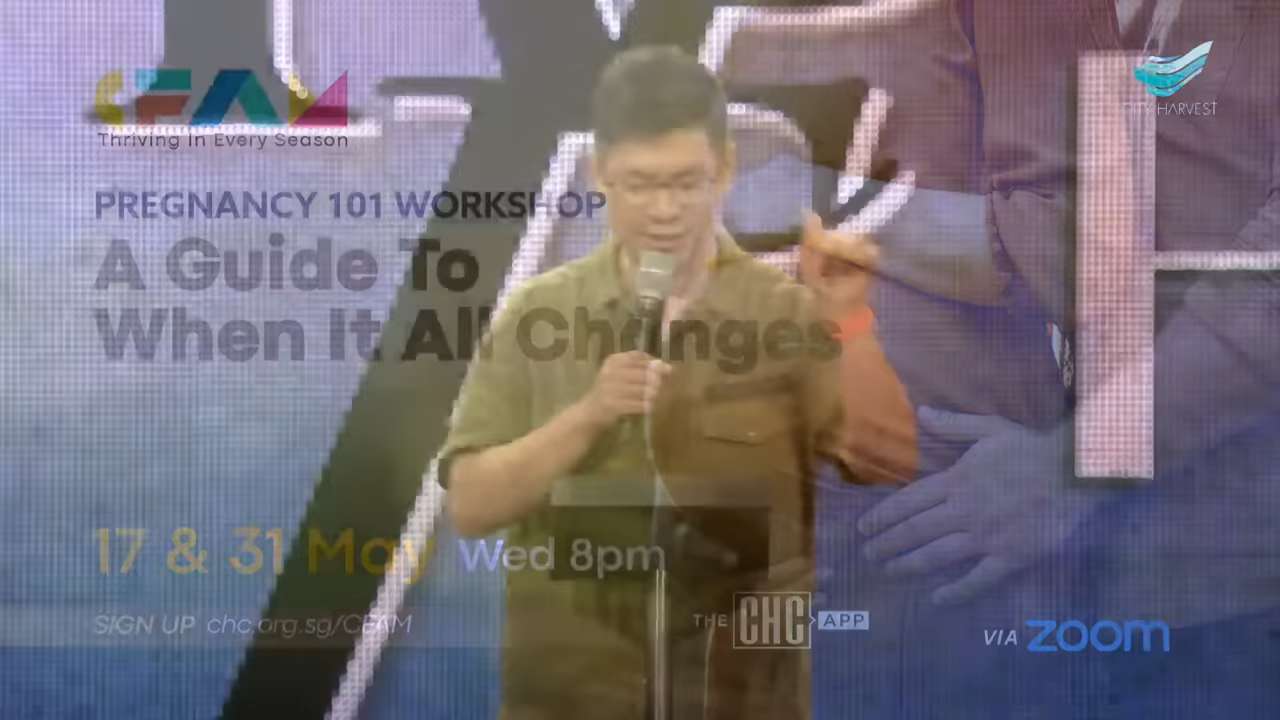 CFAM
Thriving In Every Season
CITY HARVEST
PREGNANCY 101 WORKSHOP
A Guide To
When It All Changes
17 & 31 May Wed 8pm
SIGN UP chc.org.sg/CFAM
THE CHC APP
VIA zoom